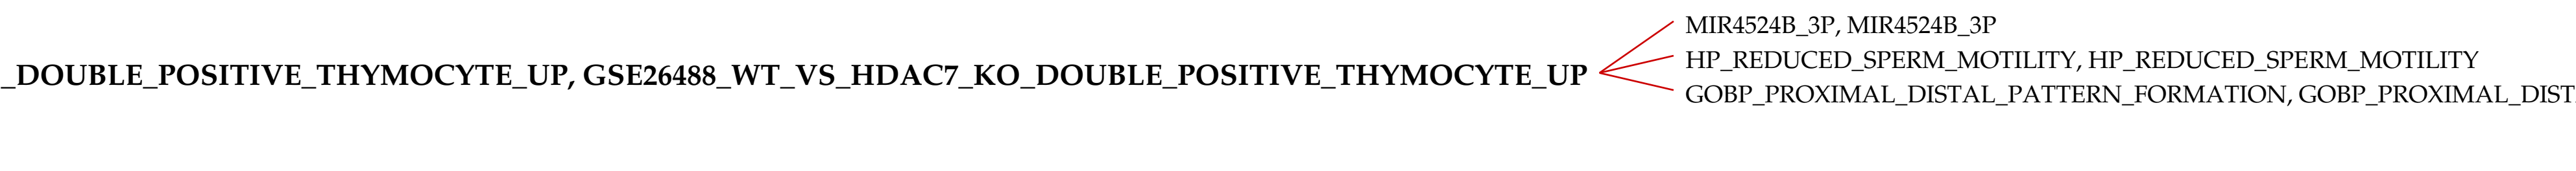 _DOUBLE_POSITIVE_THYMOCYTE_UP, GSE26488_WT_VS_HDAC7_KO_DOUBLE_POSITIVE_THYMOCYTE_UP
MIR4524B_3P, MIR4524B_3P
HP_REDUCED_SPERM_MOTILITY, HP_REDUCED_SPERM_MOTILITY
GOBP_PROXIMAL_DISTAL_PATTERN_FORMATION, GOBP_PROXIMAL_DIST